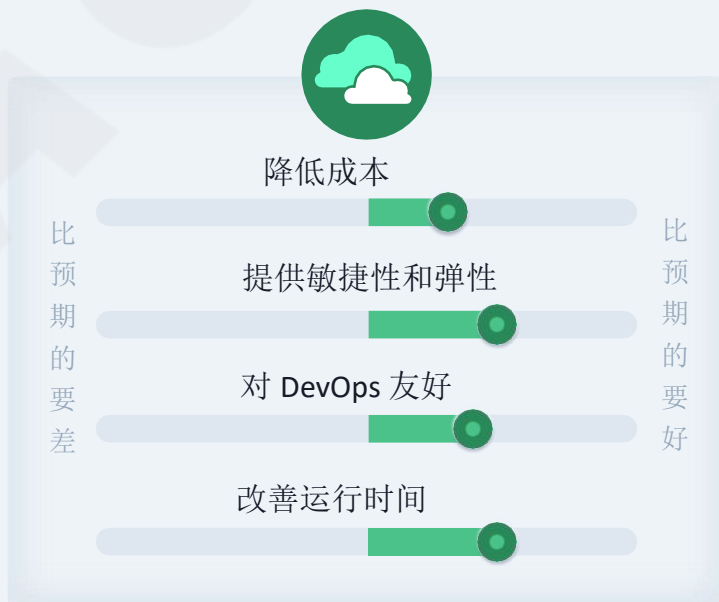 降低成本
比预期的要差
比预期的要好
提供敏捷性和弹性
对 DevOps 友好
改善运行时间